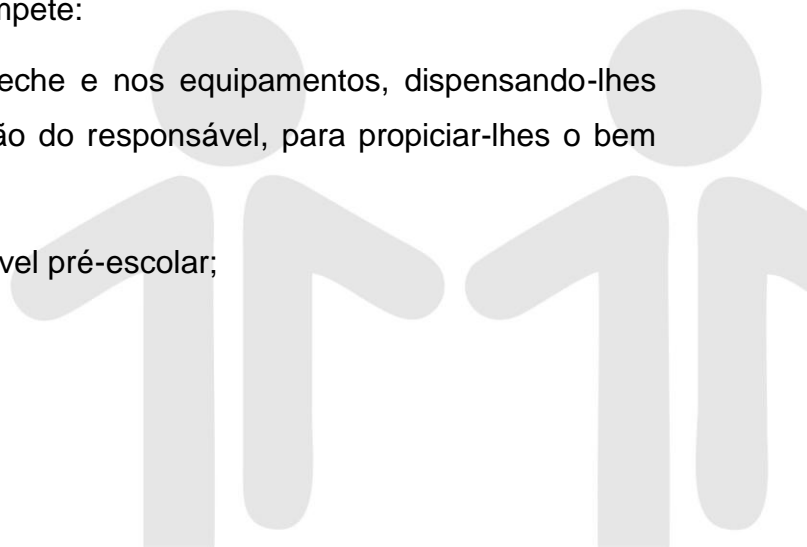 mpete:
eche e nos equipamentos, dispensando-lhes
ão do responsável, para propiciar-lhes o bem
vel pré-escolar;